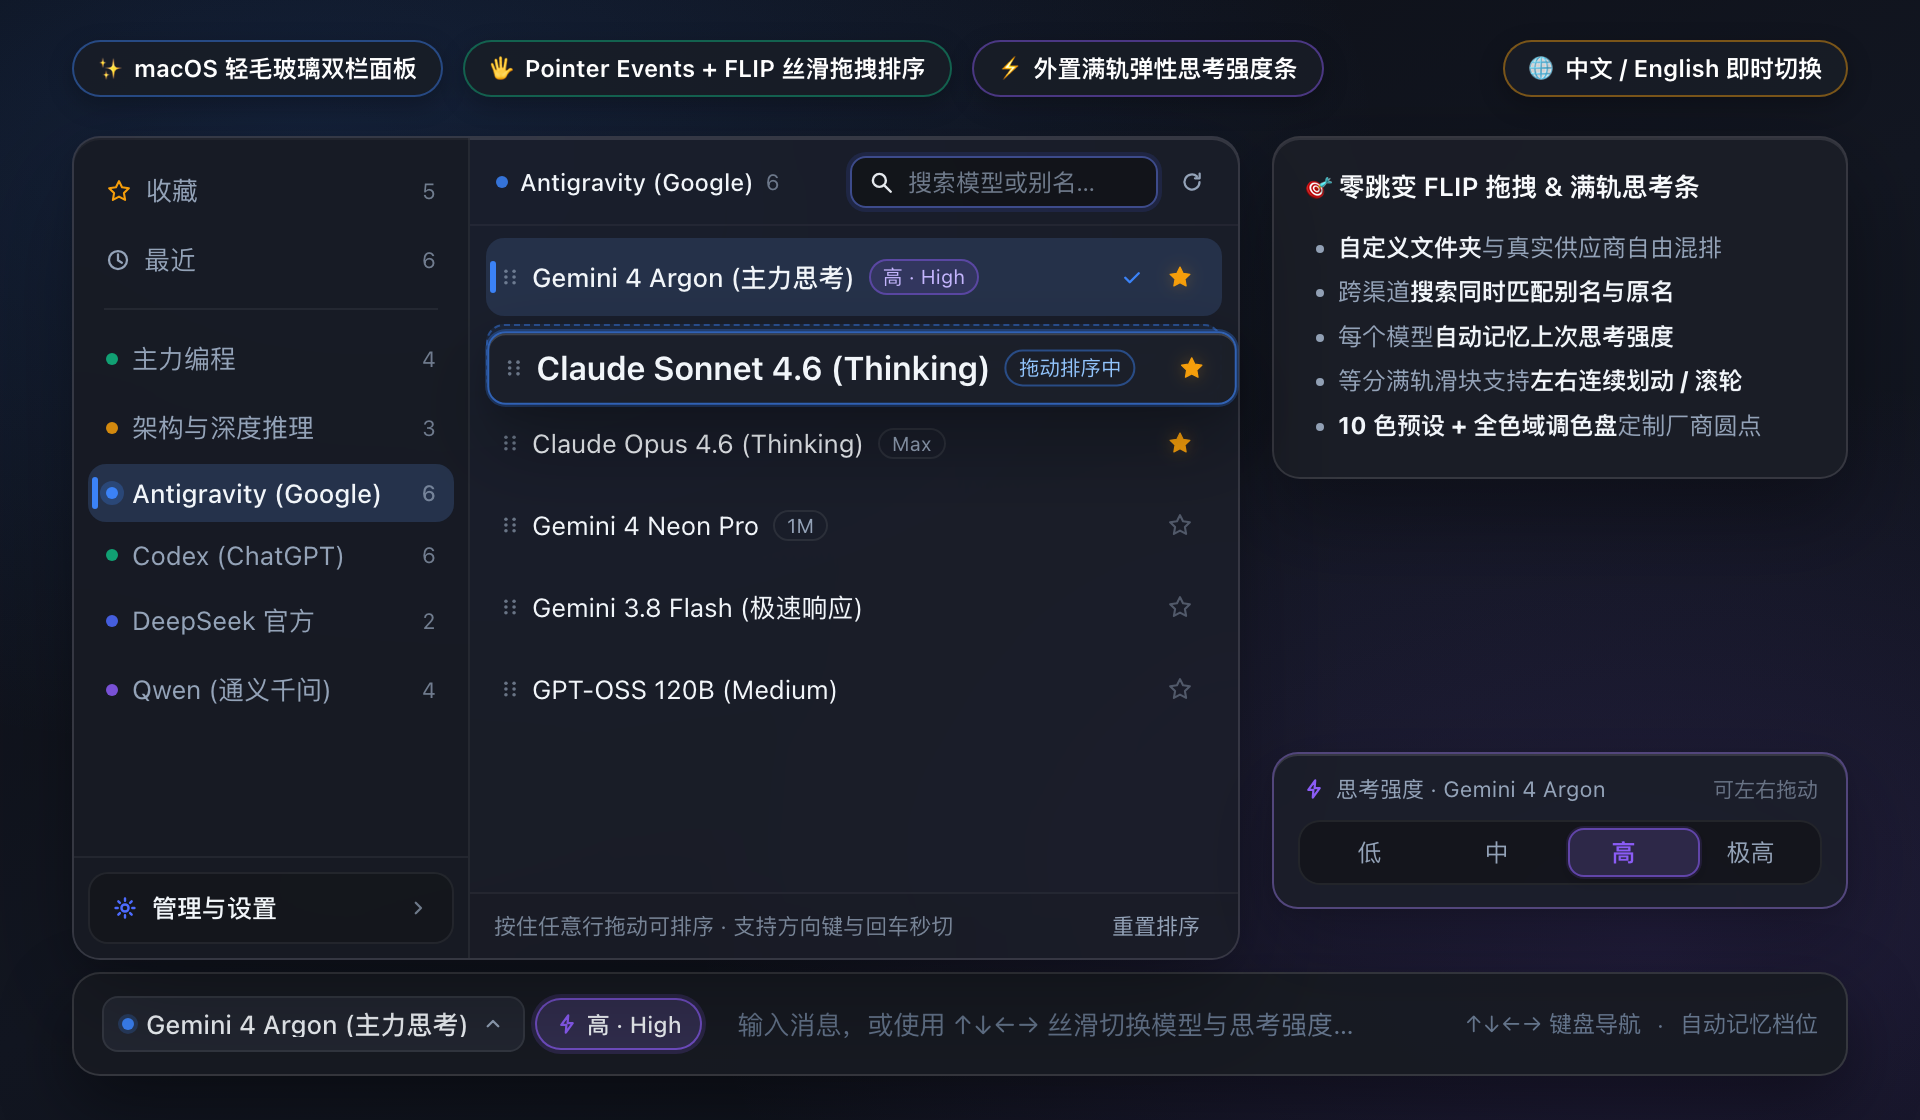 ✨ macOS 轻毛玻璃双栏面板
🖐 Pointer Events + FLIP 丝滑拖拽排序
⚡ 外置满轨弹性思考强度条
🌐 中文 / English 即时切换
收藏 5
最近 6
主力编程 4
架构与深度推理 3
Antigravity (Google) 6
Codex (ChatGPT) 6
DeepSeek 官方 2
Qwen (通义千问) 4
管理与设置
Antigravity (Google) 6
搜索模型或别名...
Gemini 4 Argon (主力思考) 高 · High
Claude Sonnet 4.6 (Thinking) 拖动排序中
Claude Opus 4.6 (Thinking) Max
Gemini 4 Neon Pro 1M
Gemini 3.8 Flash (极速响应)
GPT-OSS 120B (Medium)
按住任意行拖动可排序 · 支持方向键与回车秒切 重置排序
🎯 零跳变 FLIP 拖拽 & 满轨思考条
• 自定义文件夹与真实供应商自由混排
• 跨渠道搜索同时匹配别名与原名
• 每个模型自动记忆上次思考强度
• 等分满轨滑块支持左右连续划动 / 滚轮
• 10 色预设 + 全色域调色盘定制厂商圆点
思考强度 · Gemini 4 Argon 可左右拖动
低 中 高 极高
Gemini 4 Argon (主力思考) 高 · High 输入消息，或使用 ↑↓←→ 丝滑切换模型与思考强度... ↑↓←→ 键盘导航 · 自动记忆档位